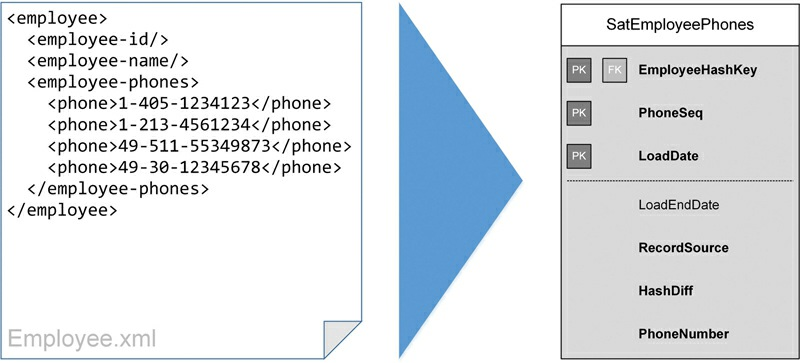 <employee>
  <employee-id/>
  <employee-name/>
  <employee-phones>
    <phone>1-405-1234123</phone>
    <phone>1-213-4561234</phone>
    <phone>49-511-55349873</phone>
    <phone>49-30-12345678</phone>
  </employee-phones>
</employee>
Employee.xml
SatEmployeePhones
PK FK EmployeeHashKey
PK PhoneSeq
PK LoadDate
LoadEndDate
RecordSource
HashDiff
PhoneNumber